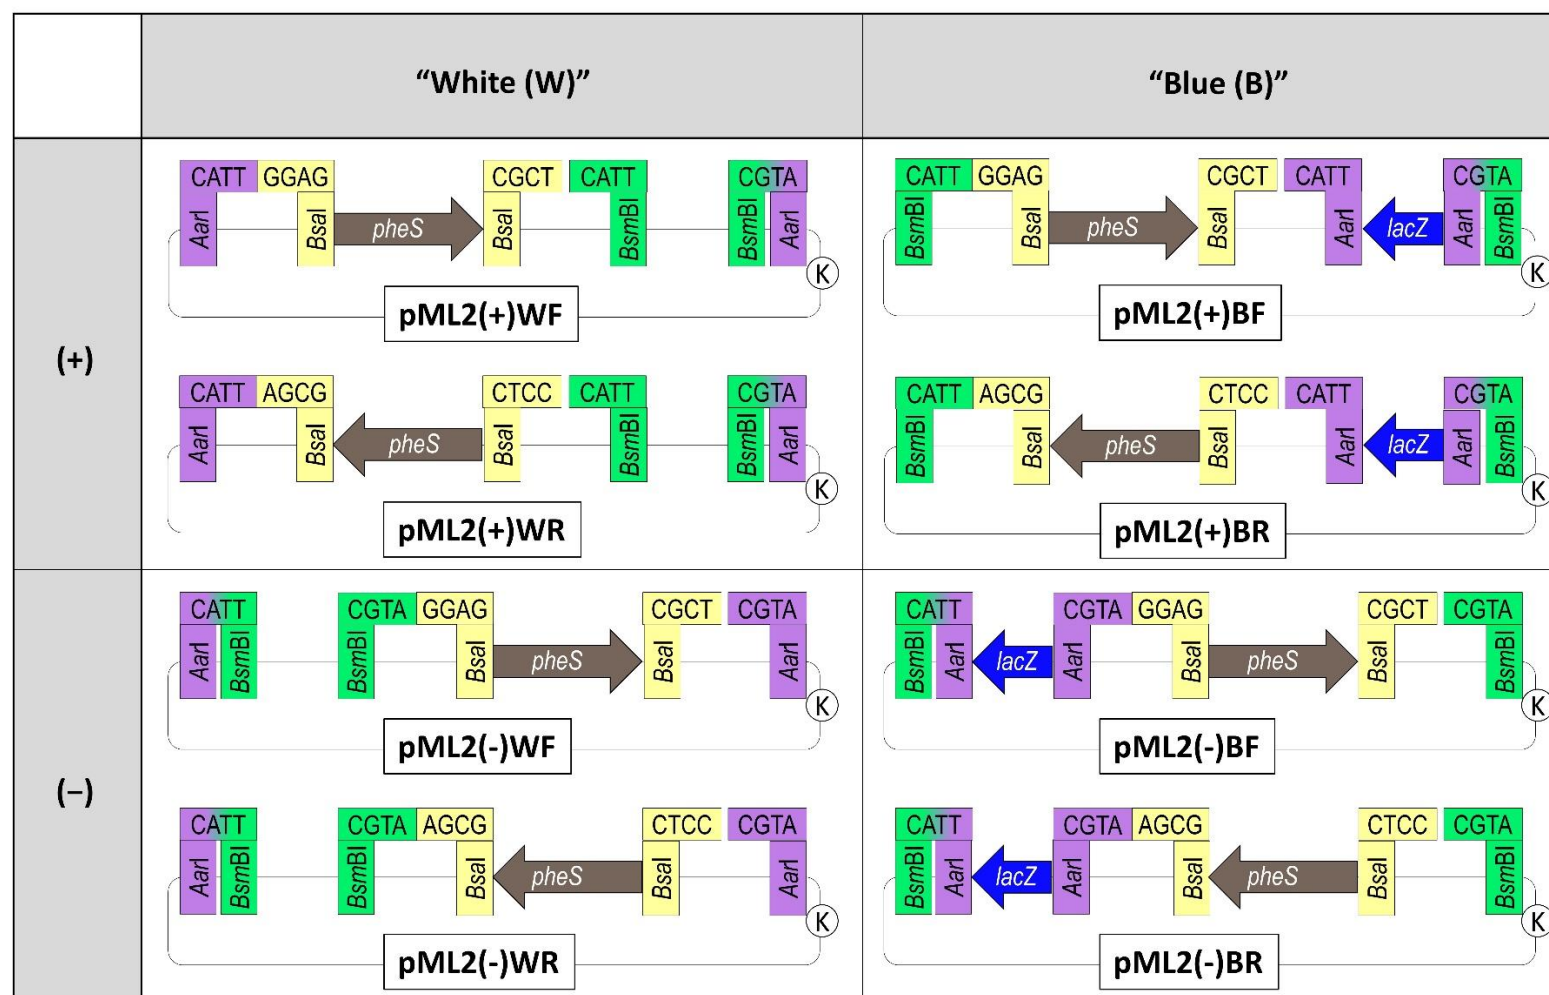 “White (W)” “Blue (B)”
(+)
CATT GGAG CGCT CATT CGTA
AarI BsaI pheS BsaI BsmBI BsmBI AarI
K
pML2(+)WF
CATT GGAG CGCT CATT CGTA
BsmBI BsaI pheS BsaI AarI lacZ AarI BsmBI
K
pML2(+)BF
CATT AGCG CTCC CATT CGTA
AarI BsaI pheS BsaI BsmBI BsmBI AarI
K
pML2(+)WR
CATT AGCG CTCC CATT CGTA
BsmBI BsaI pheS BsaI AarI lacZ AarI BsmBI
K
pML2(+)BR
(−)
CATT CGTA GGAG CGCT CGTA
AarI BsmBI BsmBI BsaI pheS BsaI AarI
K
pML2(-)WF
CATT CGTA GGAG CGCT CGTA
BsmBI AarI lacZ AarI BsaI pheS BsaI BsmBI
K
pML2(-)BF
CATT CGTA AGCG CTCC CGTA
AarI BsmBI BsmBI BsaI pheS BsaI AarI
K
pML2(-)WR
CATT CGTA AGCG CTCC CGTA
BsmBI AarI lacZ AarI BsaI pheS BsaI BsmBI
K
pML2(-)BR